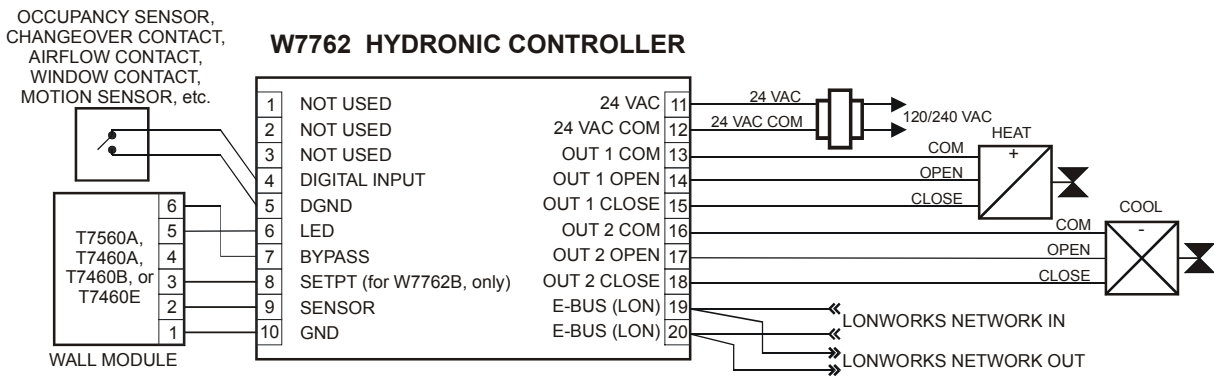 OCCUPANCY SENSOR,
CHANGEOVER CONTACT,
AIRFLOW CONTACT,
WINDOW CONTACT,
MOTION SENSOR, etc.
W7762 HYDRONIC CONTROLLER
1 NOT USED
2 NOT USED
3 NOT USED
4 DIGITAL INPUT
5 DGND
6 LED
7 BYPASS
8 SETPT (for W7762B, only)
9 SENSOR
10 GND
24 VAC 11
24 VAC COM 12
OUT 1 COM 13
OUT 1 OPEN 14
OUT 1 CLOSE 15
OUT 2 COM 16
OUT 2 OPEN 17
OUT 2 CLOSE 18
E-BUS (LON) 19
E-BUS (LON) 20
T7560A,
T7460A,
T7460B, or
T7460E
6
5
4
3
2
1
WALL MODULE
24 VAC
24 VAC COM
120/240 VAC
HEAT
COM
OPEN
CLOSE
+
COOL
COM
OPEN
CLOSE
-
LONWORKS NETWORK IN
LONWORKS NETWORK OUT